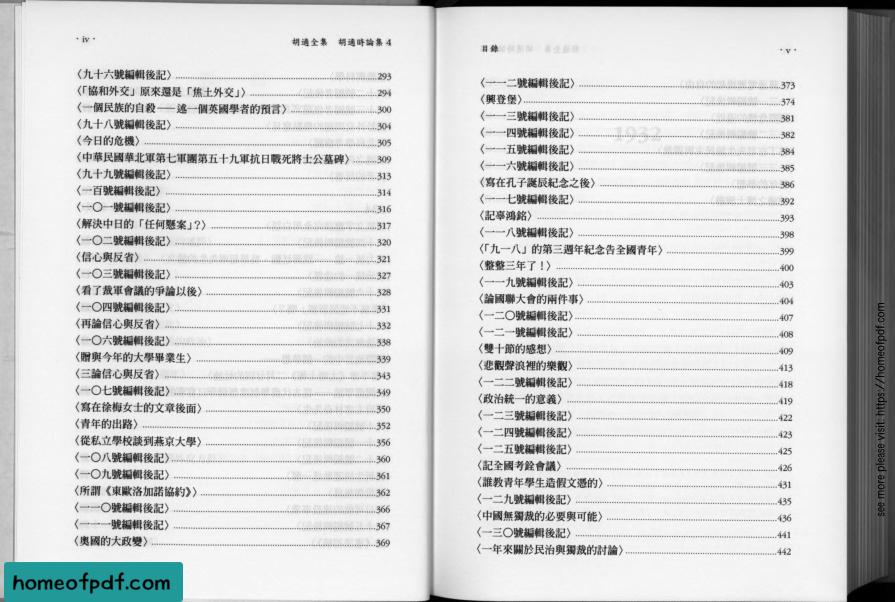 · iv ·
胡適全集 胡適時論集 4
〈九十六號編輯後記〉 293
〈「協和外交」原來還是「焦土外交」〉 294
〈一個民族的自殺——述一個英國學者的預言〉 300
〈九十八號編輯後記〉 304
〈今日的危機〉 305
〈中華民國華北軍第七軍團第五十九軍抗日戰死將士公墓碑〉 309
〈九十九號編輯後記〉 313
〈一百號編輯後記〉 314
〈一〇一號編輯後記〉 316
〈解決中日的「任何懸案」?〉 317
〈一〇二號編輯後記〉 320
〈信心與反省〉 321
〈一〇三號編輯後記〉 327
〈看了裁軍會議的爭論以後〉 328
〈一〇四號編輯後記〉 331
〈再論信心與反省〉 332
〈一〇六號編輯後記〉 338
〈贈與今年的大學畢業生〉 339
〈三論信心與反省〉 343
〈一〇七號編輯後記〉 349
〈寫在徐梅女士的文章後面〉 350
〈青年的出路〉 352
〈從私立學校談到燕京大學〉 356
〈一〇八號編輯後記〉 360
〈一〇九號編輯後記〉 361
〈所謂《東歐洛加諾協約》〉 362
〈一一〇號編輯後記〉 366
〈一一一號編輯後記〉 367
〈奧國的大政變〉 369
目錄
· v ·
〈一一二號編輯後記〉 373
〈興登堡〉 374
〈一一三號編輯後記〉 381
〈一一四號編輯後記〉 382
〈一一五號編輯後記〉 384
〈一一六號編輯後記〉 385
〈寫在孔子誕辰紀念之後〉 386
〈一一七號編輯後記〉 392
〈記辜鴻銘〉 393
〈一一八號編輯後記〉 398
〈「九一八」的第三週年紀念告全國青年〉 399
〈整整三年了!〉 400
〈一一九號編輯後記〉 403
〈論國聯大會的兩件事〉 404
〈一二〇號編輯後記〉 407
〈一二一號編輯後記〉 408
〈雙十節的感想〉 409
〈悲觀聲浪裡的樂觀〉 413
〈一二二號編輯後記〉 418
〈政治統一的意義〉 419
〈一二三號編輯後記〉 422
〈一二四號編輯後記〉 423
〈一二五號編輯後記〉 425
〈記全國考銓會議〉 426
〈誰教青年學生造假文憑的〉 431
〈一二九號編輯後記〉 435
〈中國無獨裁的必要與可能〉 436
〈一三〇號編輯後記〉 441
〈一年來關於民治與獨裁的討論〉 442
see more please visit: https://homeofpdf.com
homeofpdf.com